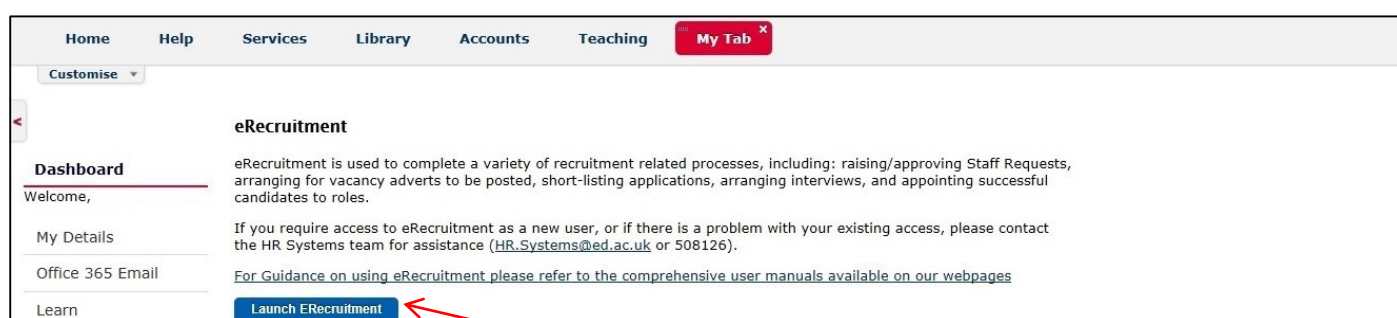 Home Help Services Library Accounts Teaching My Tab x
Customise
<
eRecruitment
eRecruitment is used to complete a variety of recruitment related processes, including: raising/approving Staff Requests,
arranging for vacancy adverts to be posted, short-listing applications, arranging interviews, and appointing successful
candidates to roles.
If you require access to eRecruitment as a new user, or if there is a problem with your existing access, please contact
the HR Systems team for assistance (HR.Systems@ed.ac.uk or 508126).
For Guidance on using eRecruitment please refer to the comprehensive user manuals available on our webpages
Launch ERecruitment
Dashboard
Welcome,
My Details
Office 365 Email
Learn